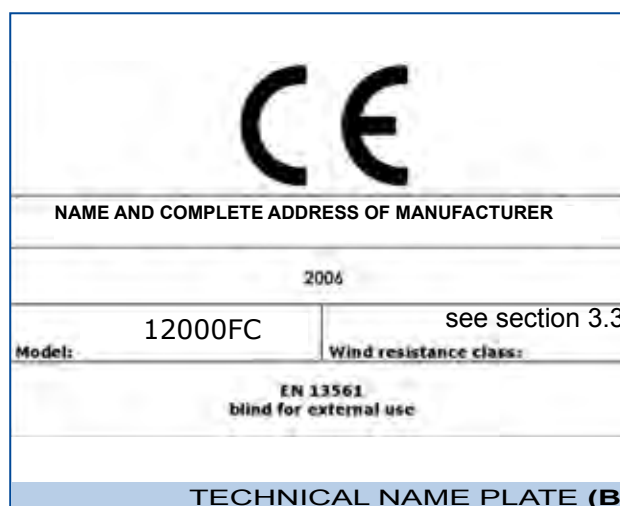 CE
NAME AND COMPLETE ADDRESS OF MANUFACTURER
2006
Model: 12000FC
Wind resistance class: see section 3.3
EN 13561
blind for external use
TECHNICAL NAME PLATE (B